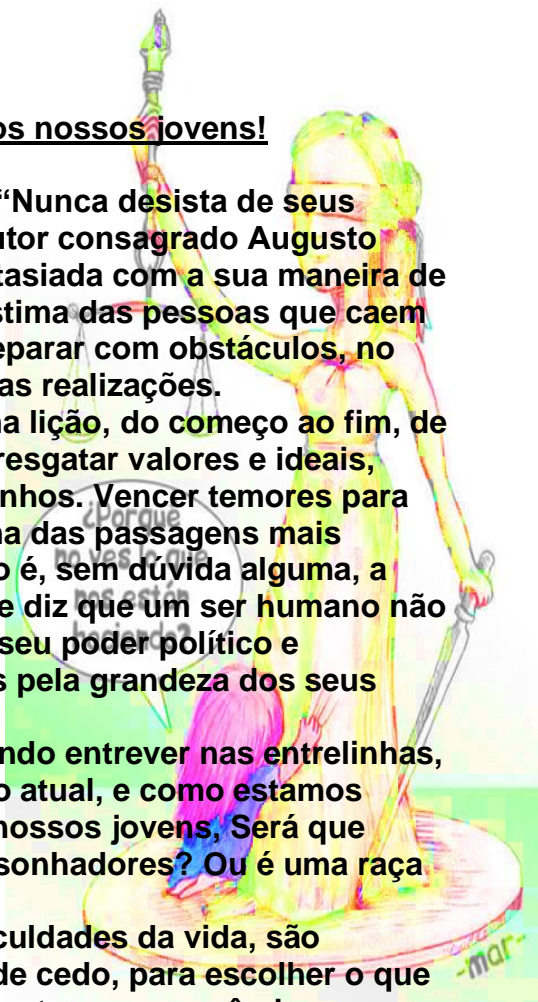 os nossos jovens!
“Nunca desista de seus
utor consagrado Augusto
tasiada com a sua maneira de
stima das pessoas que caem
eparar com obstáculos, no
as realizações.
na lição, do começo ao fim, de
resgatar valores e ideais,
nhos. Vencer temores para
na das passagens mais
o é, sem dúvida alguma, a
e diz que um ser humano não
seu poder político e
s pela grandeza dos seus
ndo entrever nas entrelinhas,
o atual, e como estamos
nossos jovens, Será que
sonhadores? Ou é uma raça
culdades da vida, são
de cedo, para escolher o que
¿Porque
no ves lo que
nos están
haciendo?
-mar-